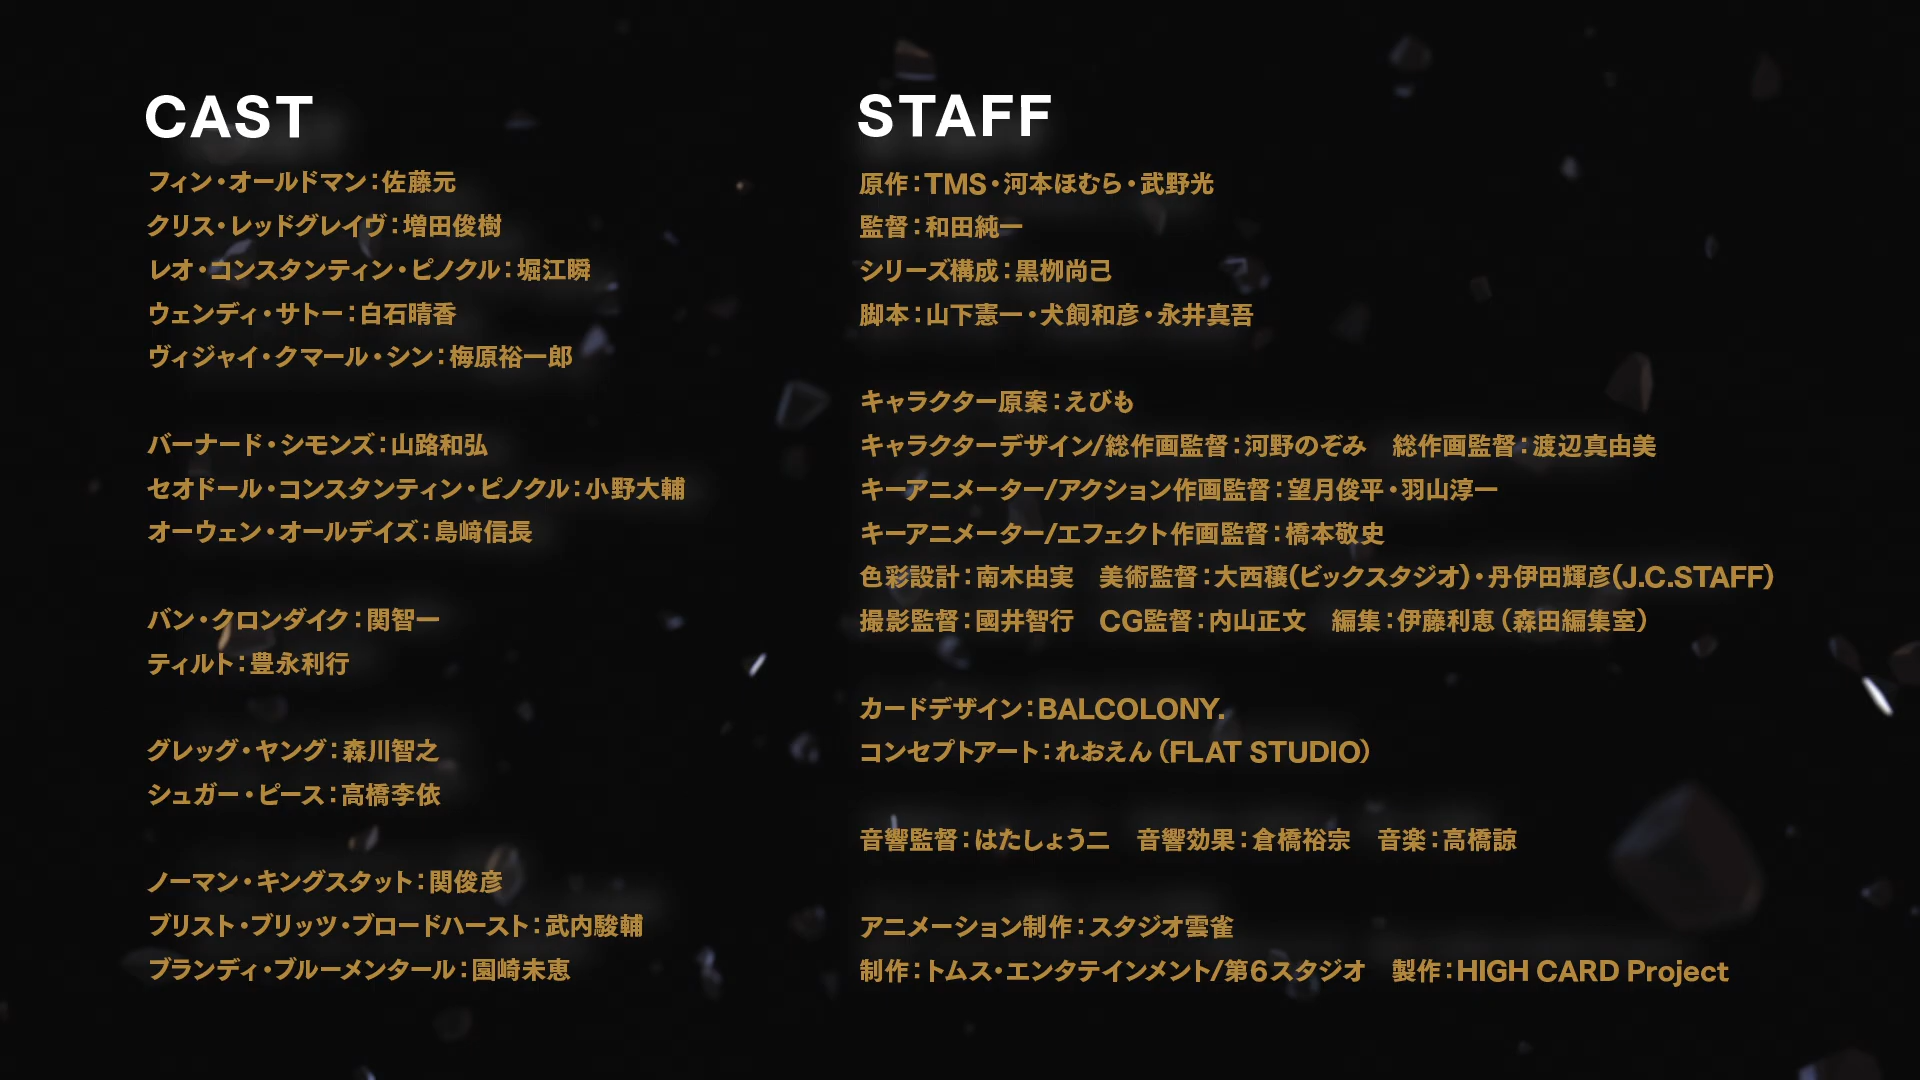 CAST
フィン・オールドマン：佐藤元
クリス・レッドグレイヴ：増田俊樹
レオ・コンスタンティン・ピノクル：堀江瞬
ウェンディ・サトー：白石晴香
ヴィジャイ・クマール・シン：梅原裕一郎
バーナード・シモンズ：山路和弘
セオドール・コンスタンティン・ピノクル：小野大輔
オーウェン・オールデイズ：島﨑信長
バン・クロンダイク：関智一
ティルト：豊永利行
グレッグ・ヤング：森川智之
シュガー・ピース：高橋李依
ノーマン・キングスタット：関俊彦
ブリスト・ブリッツ・ブロードハースト：武内駿輔
ブランディ・ブルーメンタール：園崎未恵
STAFF
原作：TMS・河本ほむら・武野光
監督：和田純一
シリーズ構成：黒栁尚己
脚本：山下憲一・犬飼和彦・永井真吾
キャラクター原案：えびも
キャラクターデザイン/総作画監督：河野のぞみ　総作画監督：渡辺真由美
キーアニメーター/アクション作画監督：望月俊平・羽山淳一
キーアニメーター/エフェクト作画監督：橋本敬史
色彩設計：南木由実　美術監督：大西穣(ビックスタジオ)・丹伊田輝彦(J.C.STAFF)
撮影監督：國井智行　CG監督：内山正文　編集：伊藤利恵（森田編集室）
カードデザイン：BALCOLONY.
コンセプトアート：れおえん（FLAT STUDIO）
音響監督：はたしょう二　音響効果：倉橋裕宗　音楽：高橋諒
アニメーション制作：スタジオ雲雀
制作：トムス・エンタテインメント/第6スタジオ　製作：HIGH CARD Project